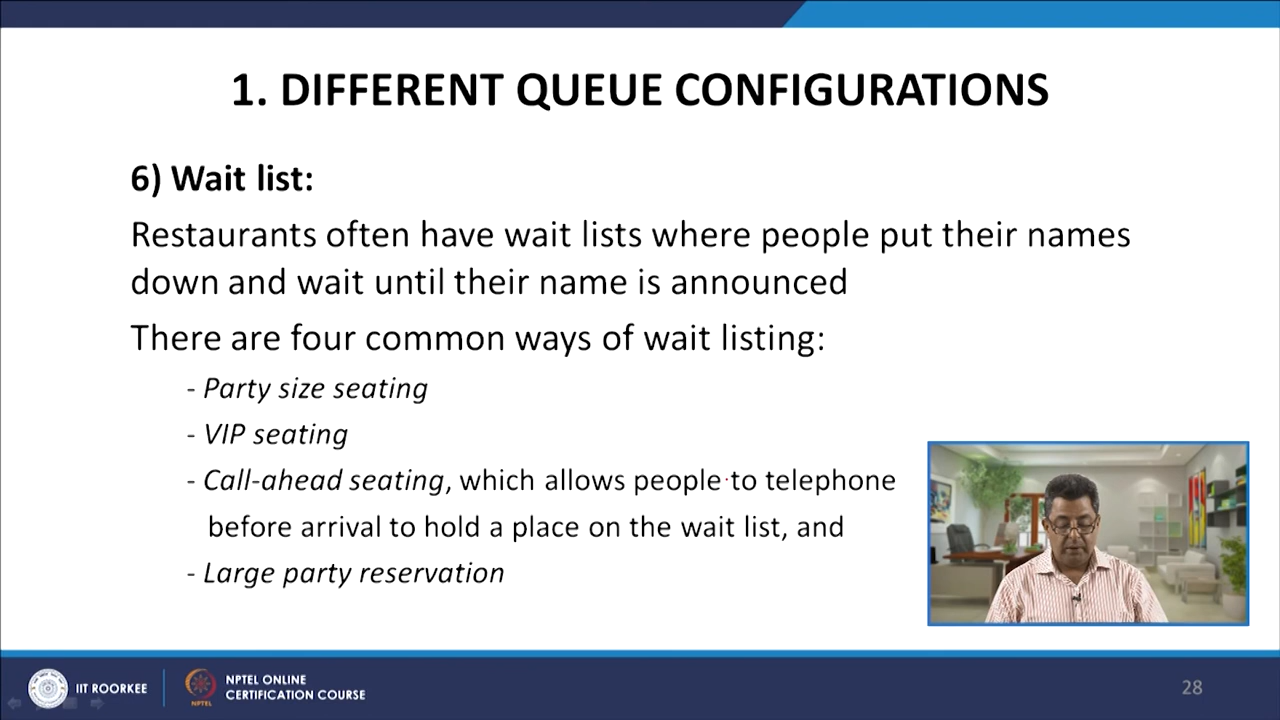 1. DIFFERENT QUEUE CONFIGURATIONS
6) Wait list:
Restaurants often have wait lists where people put their names
down and wait until their name is announced
There are four common ways of wait listing:
- Party size seating
- VIP seating
- Call-ahead seating, which allows people to telephone
before arrival to hold a place on the wait list, and
- Large party reservation
IIT ROORKEE
NPTEL
NPTEL ONLINE
CERTIFICATION COURSE
28